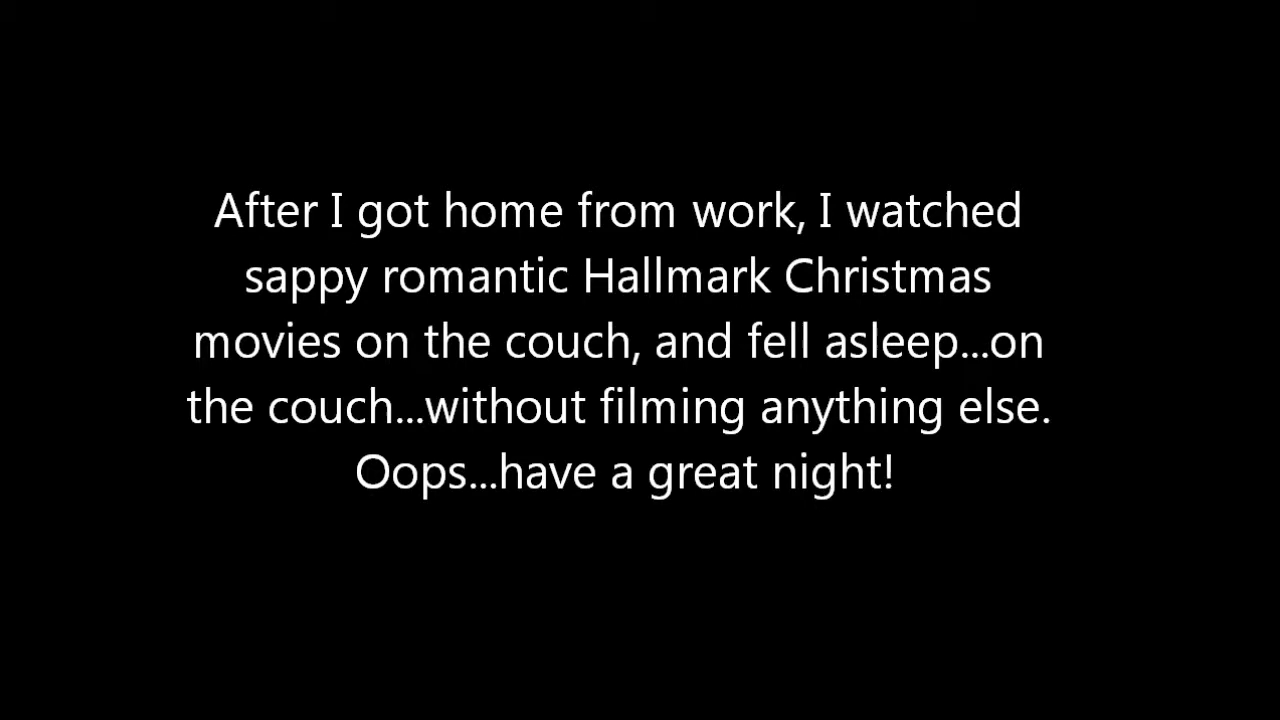 After I got home from work, I watched
sappy romantic Hallmark Christmas
movies on the couch, and fell asleep...on
the couch...without filming anything else.
Oops...have a great night!